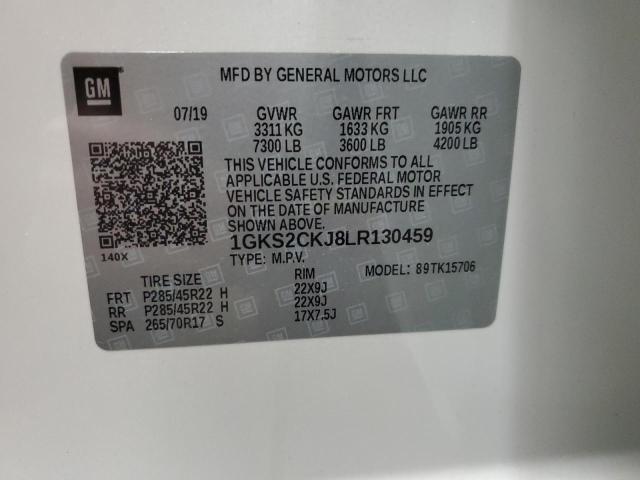 GM
MFD BY GENERAL MOTORS LLC
07/19 GVWR GAWR FRT GAWR RR
3311 KG 1633 KG 1905 KG
7300 LB 3600 LB 4200 LB
THIS VEHICLE CONFORMS TO ALL
APPLICABLE U.S. FEDERAL MOTOR
VEHICLE SAFETY STANDARDS IN EFFECT
ON THE DATE OF MANUFACTURE
SHOWN ABOVE.
140X
1GKS2CKJ8LR130459
TYPE: M.P.V. MODEL: 89TK15706
TIRE SIZE RIM
FRT P285/45R22 H 22X9J
RR P285/45R22 H 22X9J
SPA 265/70R17 S 17X7.5J